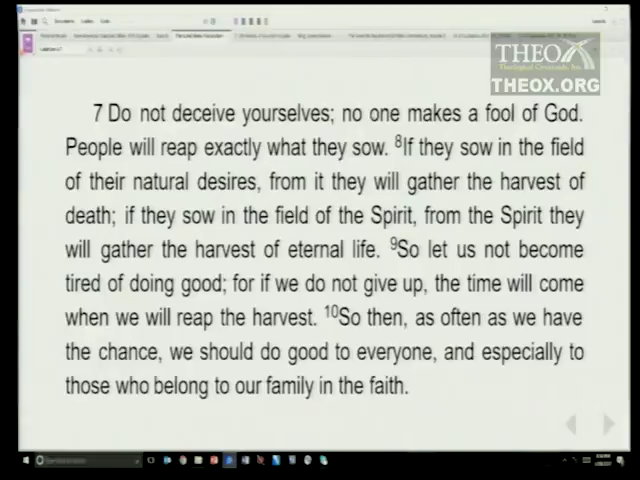 THEOX
Theological Crossroads, Inc.
THEOX.ORG
7 Do not deceive yourselves; no one makes a fool of God.
People will reap exactly what they sow. 8If they sow in the field
of their natural desires, from it they will gather the harvest of
death; if they sow in the field of the Spirit, from the Spirit they
will gather the harvest of eternal life. 9So let us not become
tired of doing good; for if we do not give up, the time will come
when we will reap the harvest. 10So then, as often as we have
the chance, we should do good to everyone, and especially to
those who belong to our family in the faith.